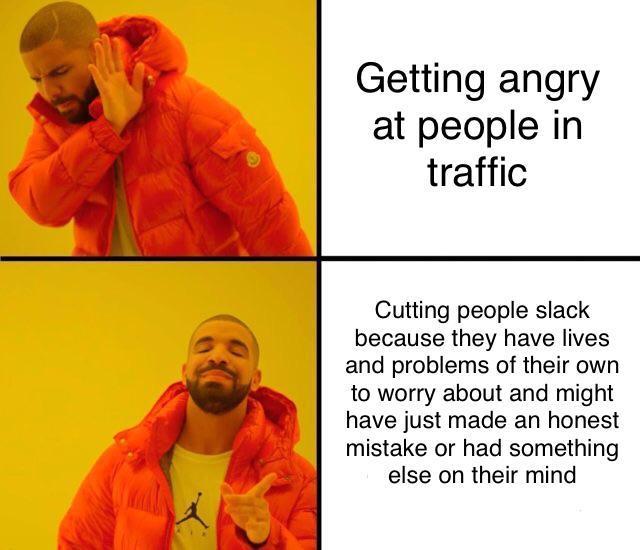 Getting angry
at people in
traffic
Cutting people slack
because they have lives
and problems of their own
to worry about and might
have just made an honest
mistake or had something
else on their mind